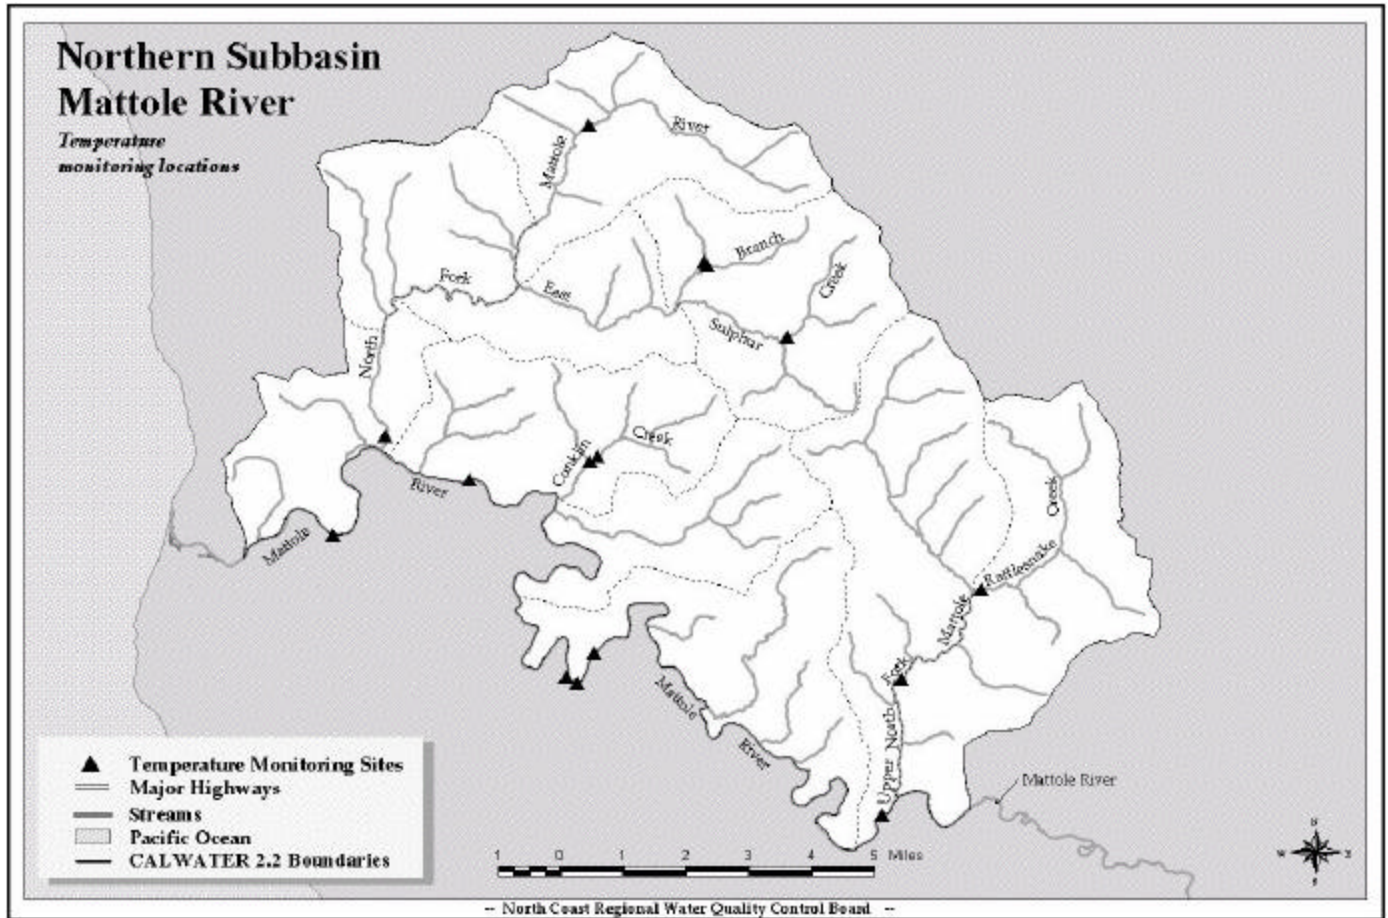 Northern Subbasin
Mattole River
Temperature
monitoring locations
River
Mattole
Branch
Creek
Fork
East
Sulphur
North
Creek
Conklin
River
Mattole
Creek
Rattlesnake
Mattole
Fork
Mattole
River
Upper North
Mattole River
Temperature Monitoring Sites
Major Highways
Streams
Pacific Ocean
CALWATER 2.2 Boundaries
1 0 1 2 3 4 5 Miles
N
W E
S
-- North Coast Regional Water Quality Control Board --